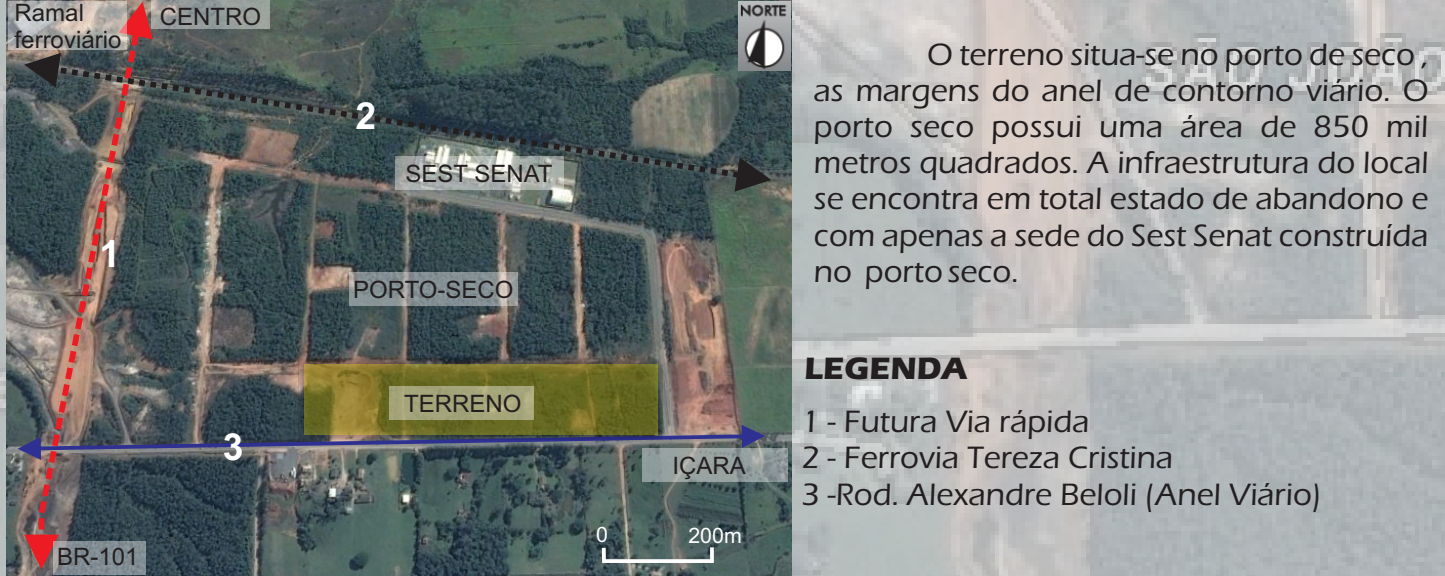 Ramal
ferroviário
CENTRO
NORTE
2
SEST SENAT
1
PORTO-SECO
TERRENO
3
IÇARA
0 200m
BR-101
SÃO JOÃO
O terreno situa-se no porto de seco ,
as margens do anel de contorno viário. O
porto seco possui uma área de 850 mil
metros quadrados. A infraestrutura do local
se encontra em total estado de abandono e
com apenas a sede do Sest Senat construída
no porto seco.
LEGENDA
1 - Futura Via rápida
2 - Ferrovia Tereza Cristina
3 -Rod. Alexandre Beloli (Anel Viário)